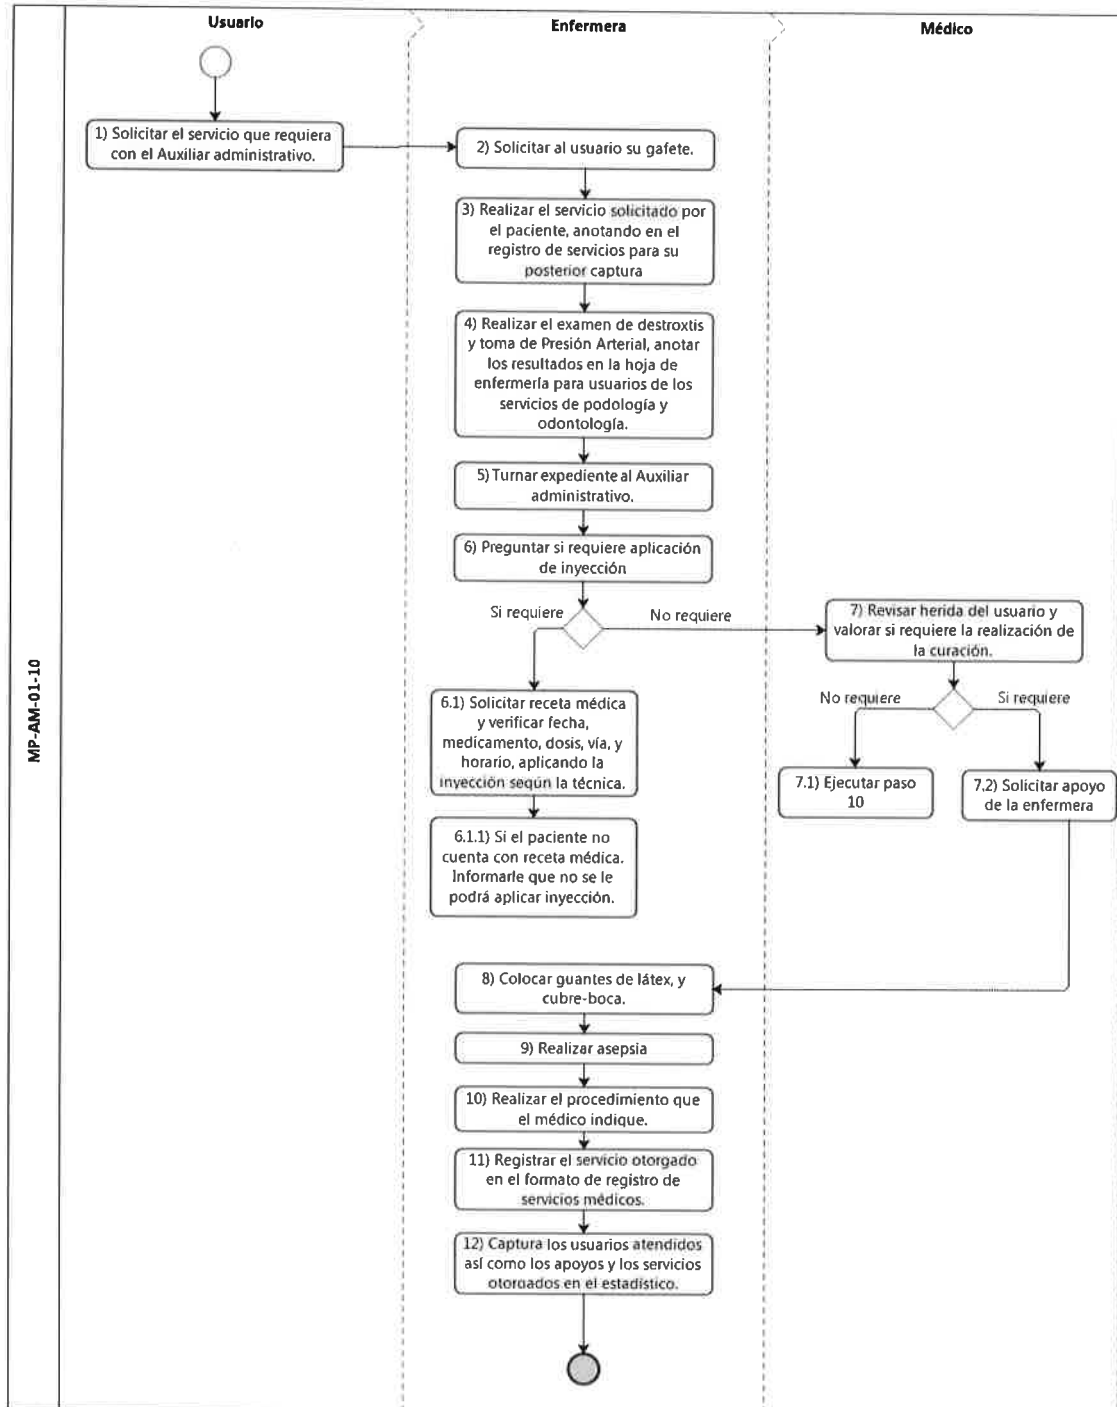 Usuario
Enfermera
Médico
MP-AM-01-10
1) Solicitar el servicio que requiera
con el Auxiliar administrativo.
2) Solicitar al usuario su gafete.
3) Realizar el servicio solicitado por
el paciente, anotando en el
registro de servicios para su
posterior captura
4) Realizar el examen de destroxtis
y toma de Presión Arterial, anotar
los resultados en la hoja de
enfermería para usuarios de los
servicios de podología y
odontología.
5) Turnar expediente al Auxiliar
administrativo.
6) Preguntar si requiere aplicación
de inyección
Si requiere
No requiere
7) Revisar herida del usuario y
valorar si requiere la realización de
la curación.
No requiere
Si requiere
6.1) Solicitar receta médica
y verificar fecha,
medicamento, dosis, vía, y
horario, aplicando la
inyección según la técnica.
7.1) Ejecutar paso
10
7.2) Solicitar apoyo
de la enfermera
6.1.1) Si el paciente no
cuenta con receta médica.
Informarle que no se le
podrá aplicar inyección.
8) Colocar guantes de látex, y
cubre-boca.
9) Realizar asepsia
10) Realizar el procedimiento que
el médico indique.
11) Registrar el servicio otorgado
en el formato de registro de
servicios médicos.
12) Captura los usuarios atendidos
así como los apoyos y los servicios
otorgados en el estadístico.